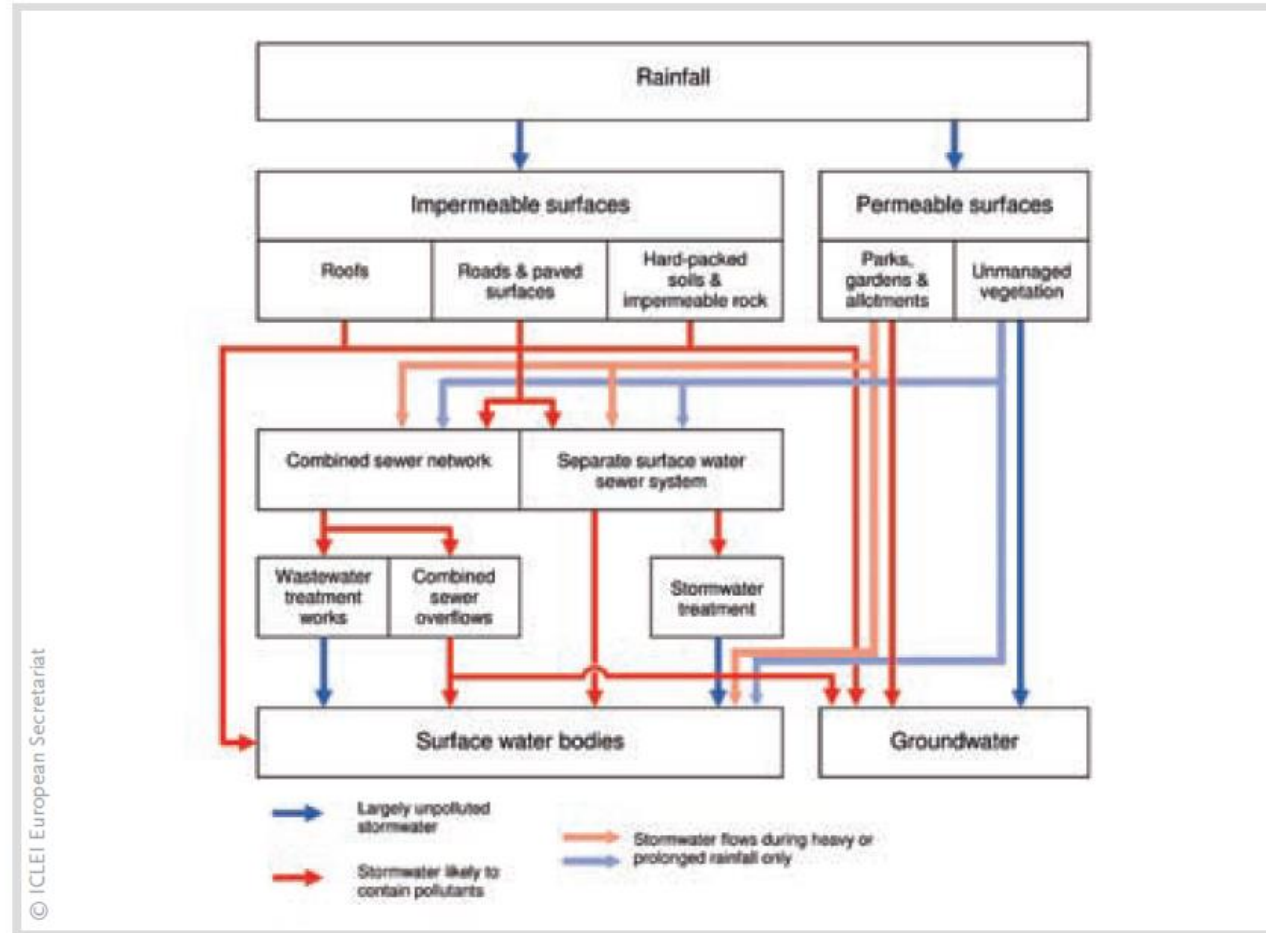 Rainfall
Impermeable surfaces
Permeable surfaces
Roofs
Roads & paved
surfaces
Hard-packed
soils &
impermeable rock
Parks,
gardens &
allotments
Unmanaged
vegetation
Combined sewer network
Separate surface water
sewer system
Wastewater
treatment
works
Combined
sewer
overflows
Stormwater
treatment
Surface water bodies
Groundwater
Largely unpolluted
stormwater
Stormwater likely to
contain pollutants
Stormwater flows during heavy or
prolonged rainfall only
© ICLEI European Secretariat